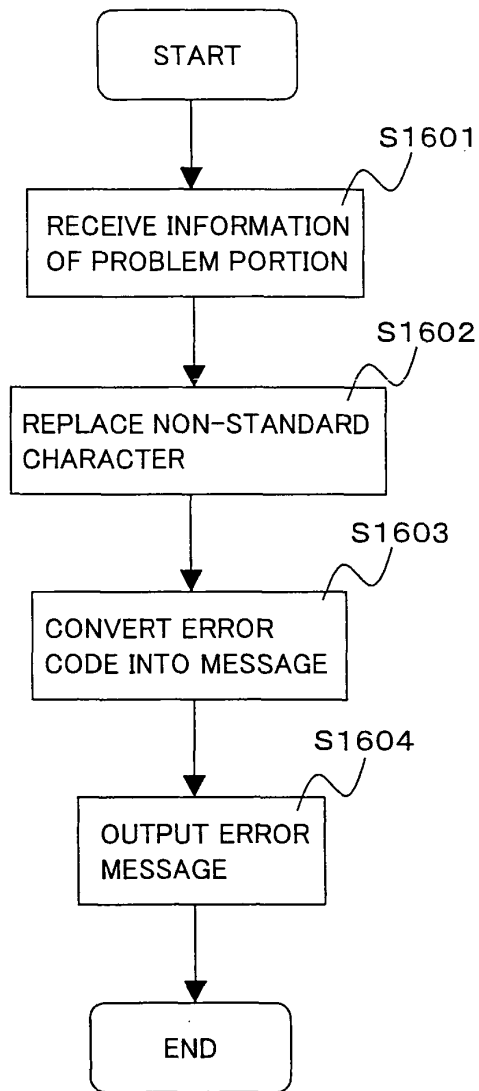 START
S1601
RECEIVE INFORMATION
OF PROBLEM PORTION
S1602
REPLACE NON-STANDARD
CHARACTER
S1603
CONVERT ERROR
CODE INTO MESSAGE
S1604
OUTPUT ERROR
MESSAGE
END